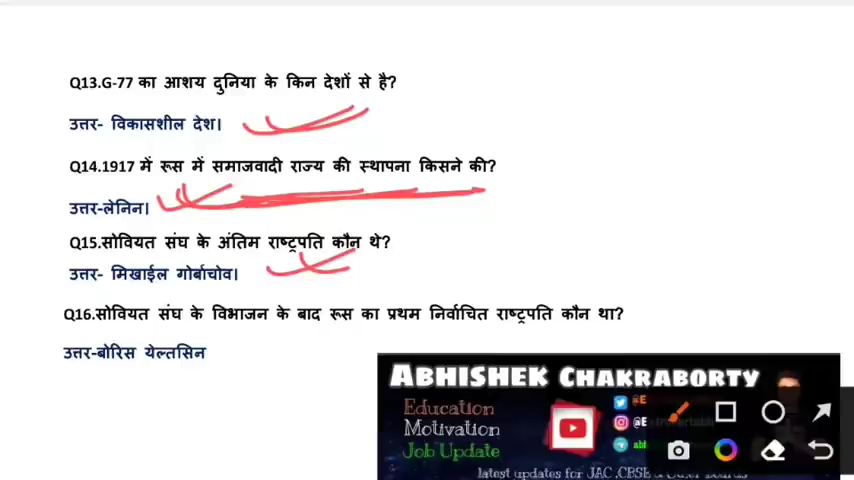 Q13.G-77 का आशय दुनिया के किन देशों से है?
उत्तर- विकासशील देश।
Q14.1917 में रूस में समाजवादी राज्य की स्थापना किसने की?
उत्तर-लेनिन।
Q15.सोवियत संघ के अंतिम राष्ट्रपति कौन थे?
उत्तर- मिखाईल गोर्बाचोव।
Q16.सोवियत संघ के विभाजन के बाद रूस का प्रथम निर्वाचित राष्ट्रपति कौन था?
उत्तर-बोरिस येल्तसिन
ABHISHEK CHAKRABORTY
Education
Motivation
Job Update
@E
@E
latest updates for JAC ,CBSE & Other Boards